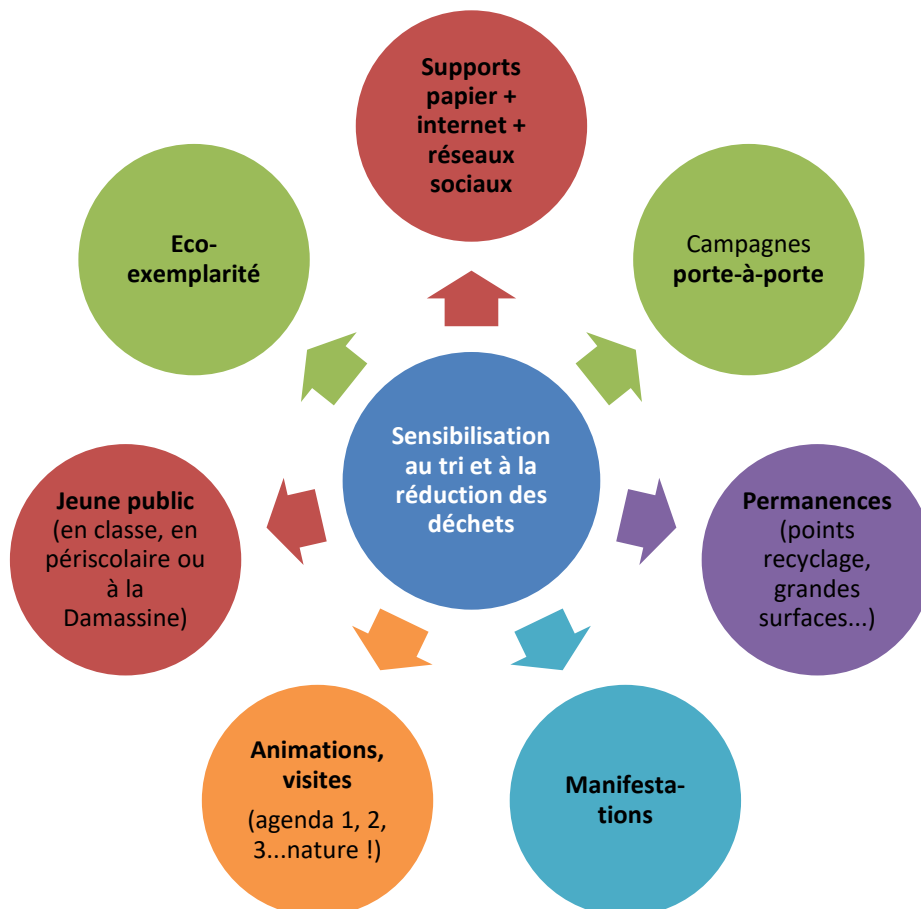 Supports
papier +
internet +
réseaux
sociaux
Eco-
exemplarité
Campagnes
porte-à-porte
Sensibilisation
au tri et à la
réduction des
déchets
Jeune public
(en classe, en
périscolaire ou
à la
Damassine)
Permanences
(points
recyclage,
grandes
surfaces...)
Animations,
visites
(agenda 1, 2,
3...nature !)
Manifesta-
tions